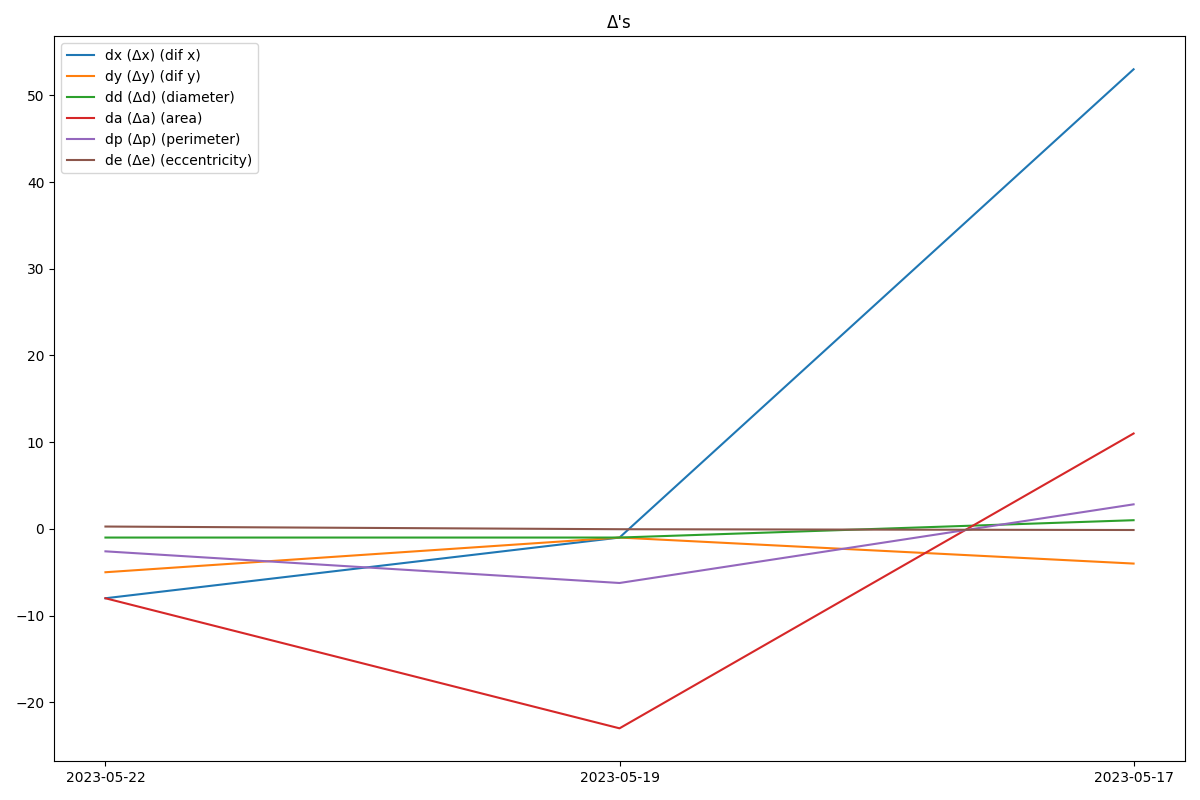 Δ's
dx (Δx) (dif x)
dy (Δy) (dif y)
dd (Δd) (diameter)
da (Δa) (area)
dp (Δp) (perimeter)
de (Δe) (eccentricity)
50
40
30
20
10
0
−10
−20
2023-05-22 2023-05-19 2023-05-17